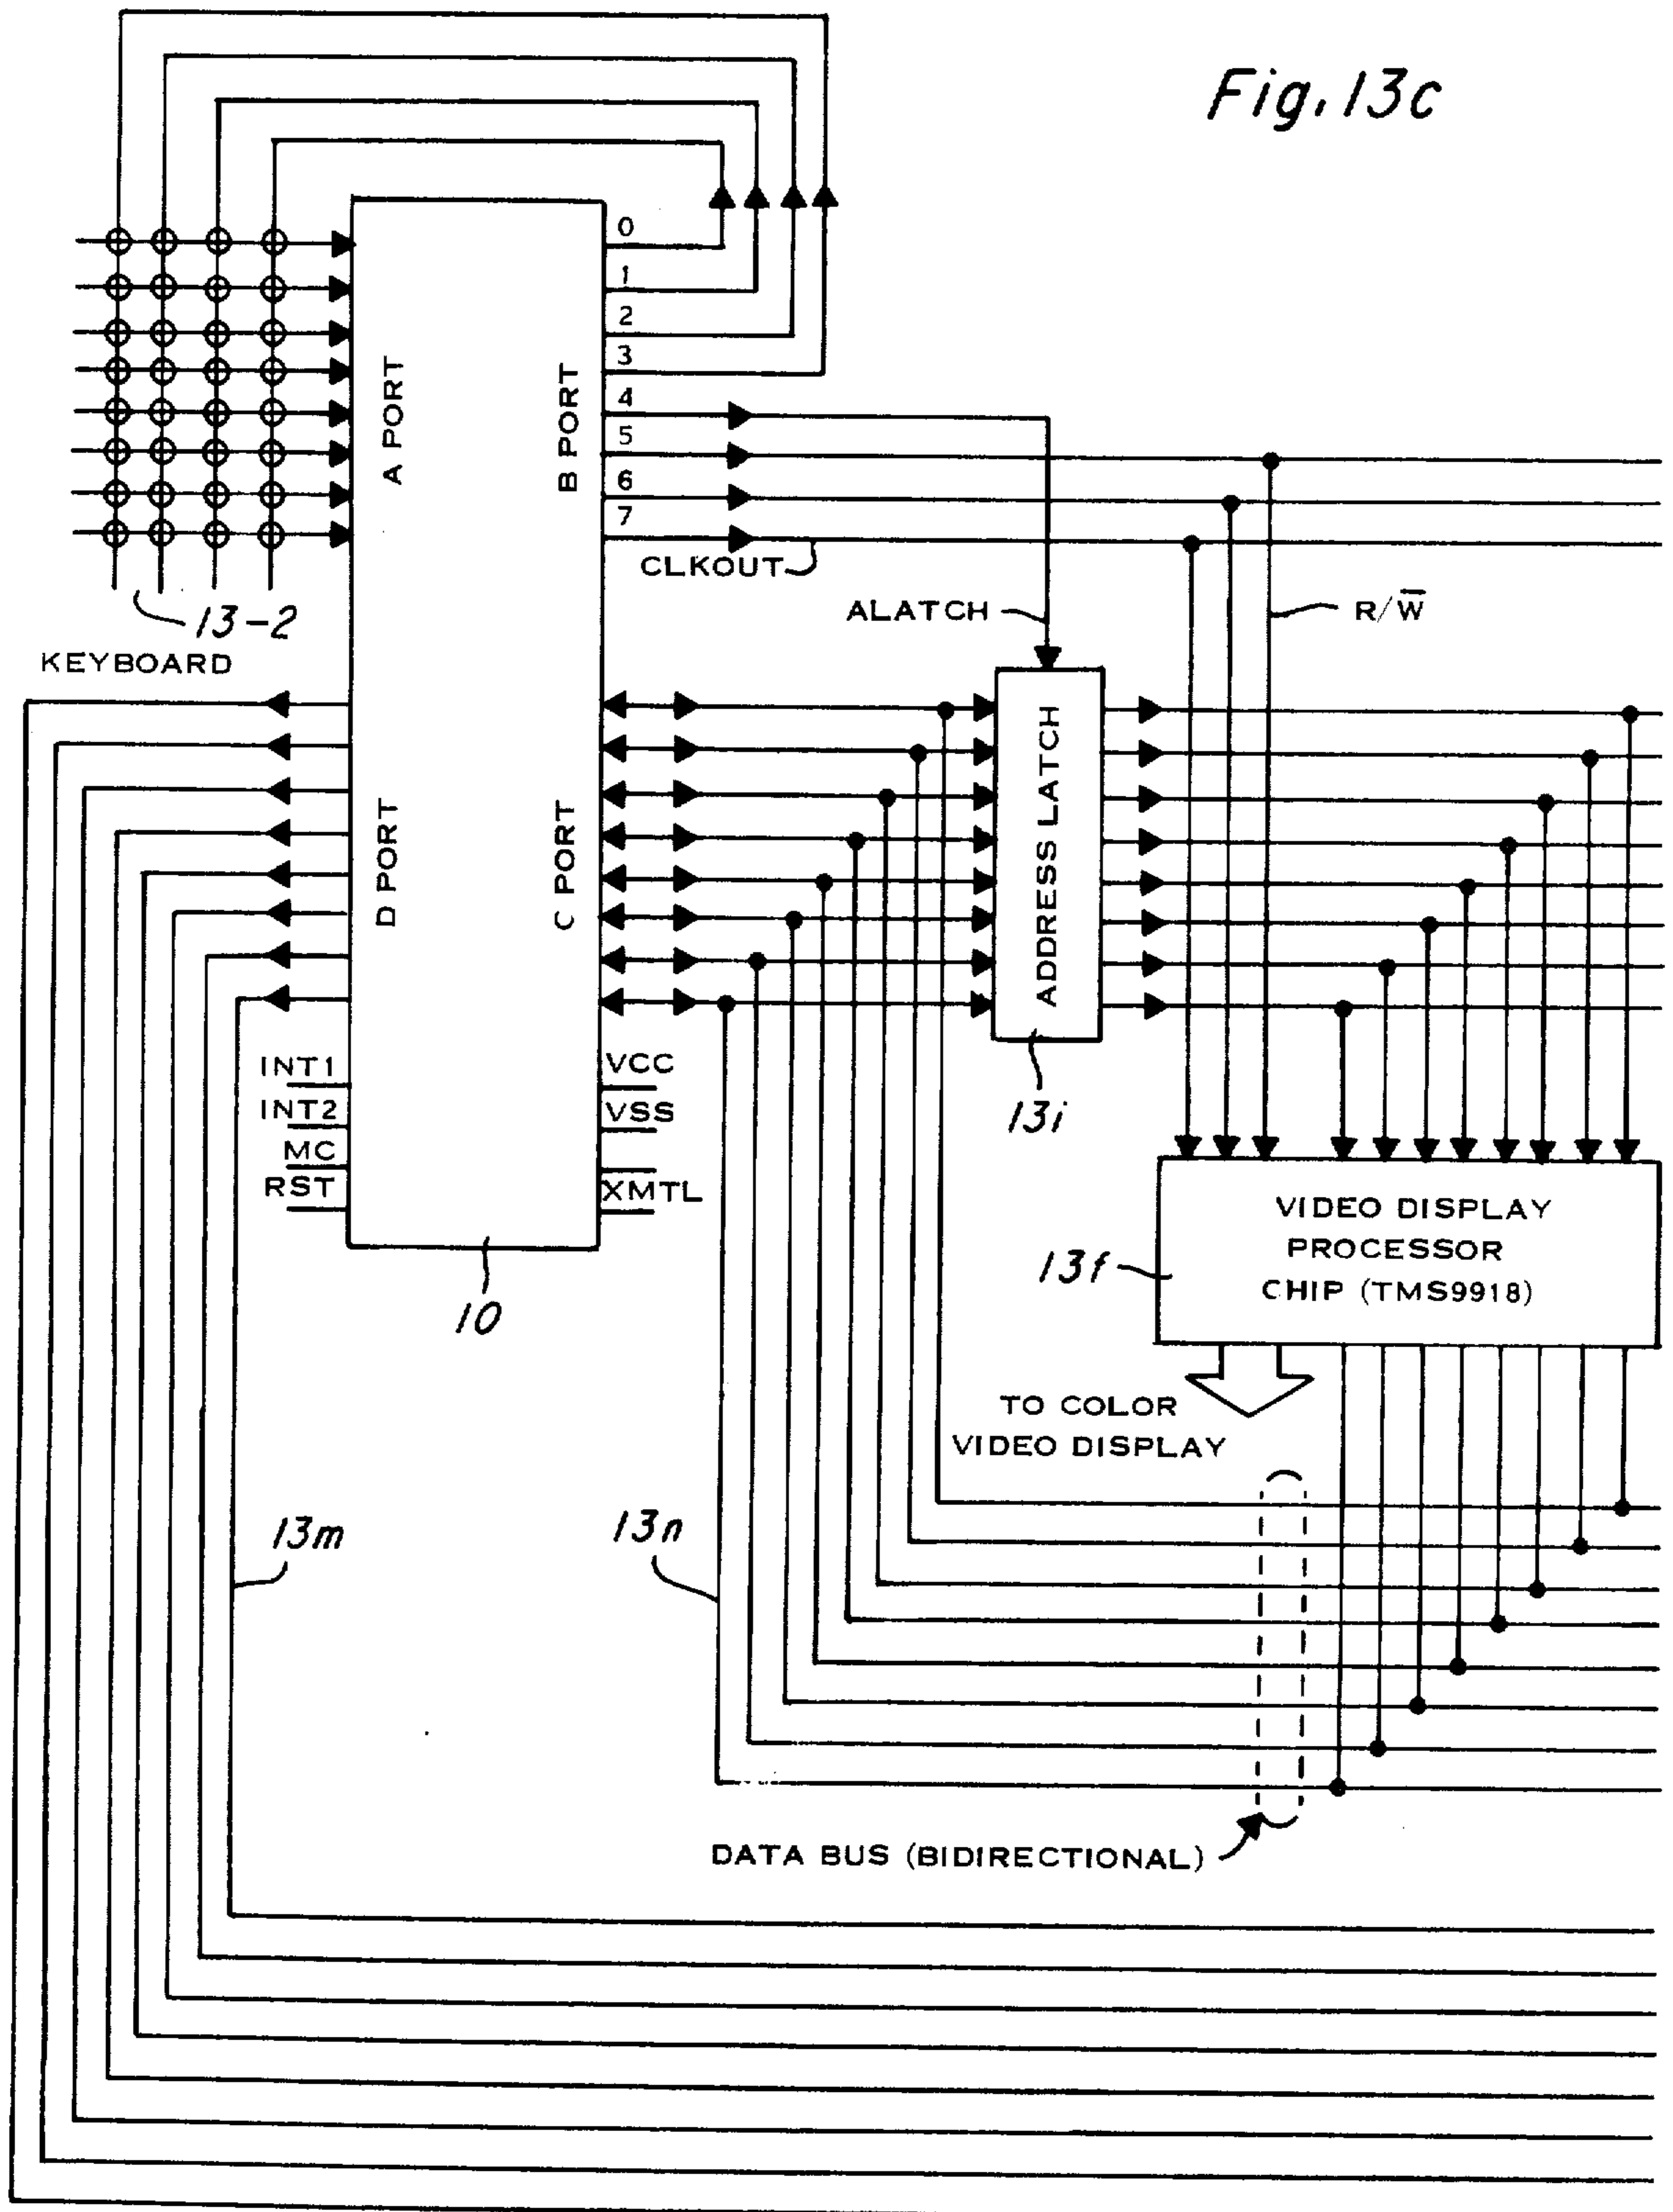 Fig. 13c
0
1
2
3
4
5
6
7
A PORT
B PORT
CLKOUT
ALATCH
R/W̅
13-2
KEYBOARD
D PORT
C PORT
ADDRESS LATCH
INT1
INT2
MC
RST
VCC
VSS
XMTL
13i
10
VIDEO DISPLAY
PROCESSOR
CHIP (TMS9918)
13f
TO COLOR
VIDEO DISPLAY
13m
13n
DATA BUS (BIDIRECTIONAL)